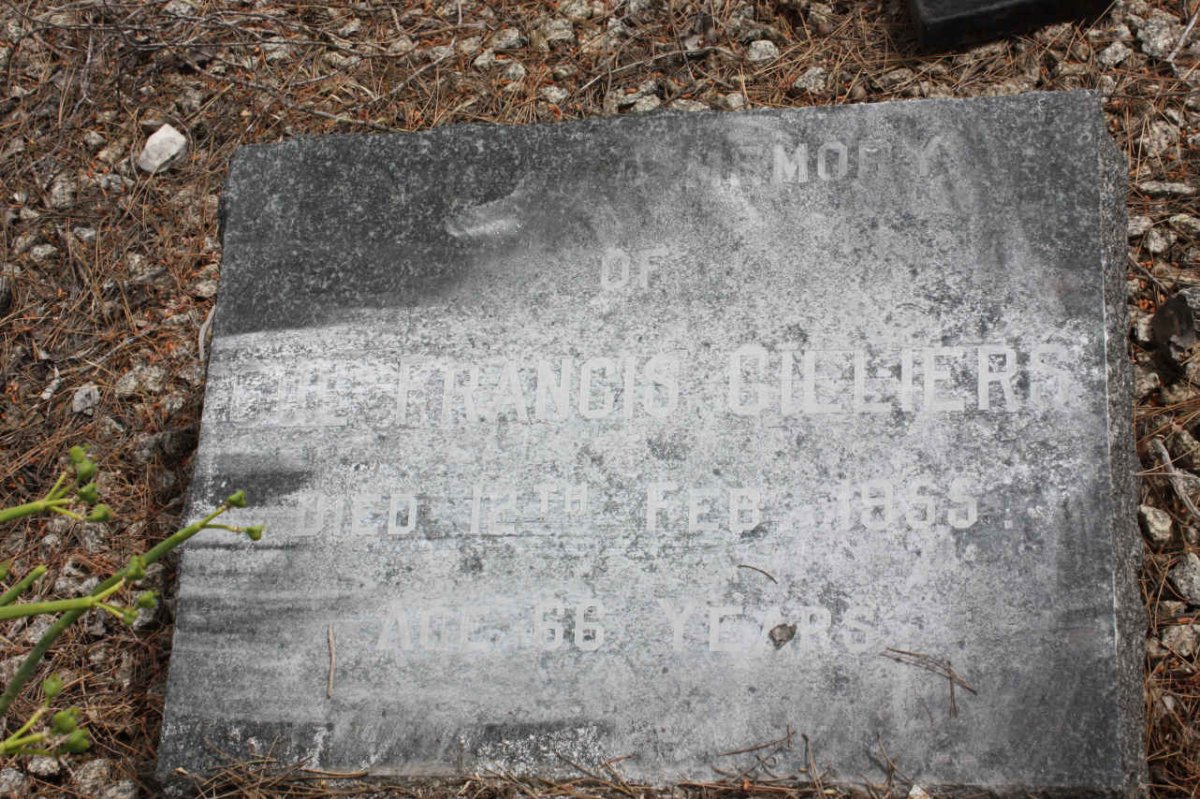 MEMORY
OF
FRANCIS CILLIERS
DIED 12TH FEB. 1955.
AGE 66 YEARS